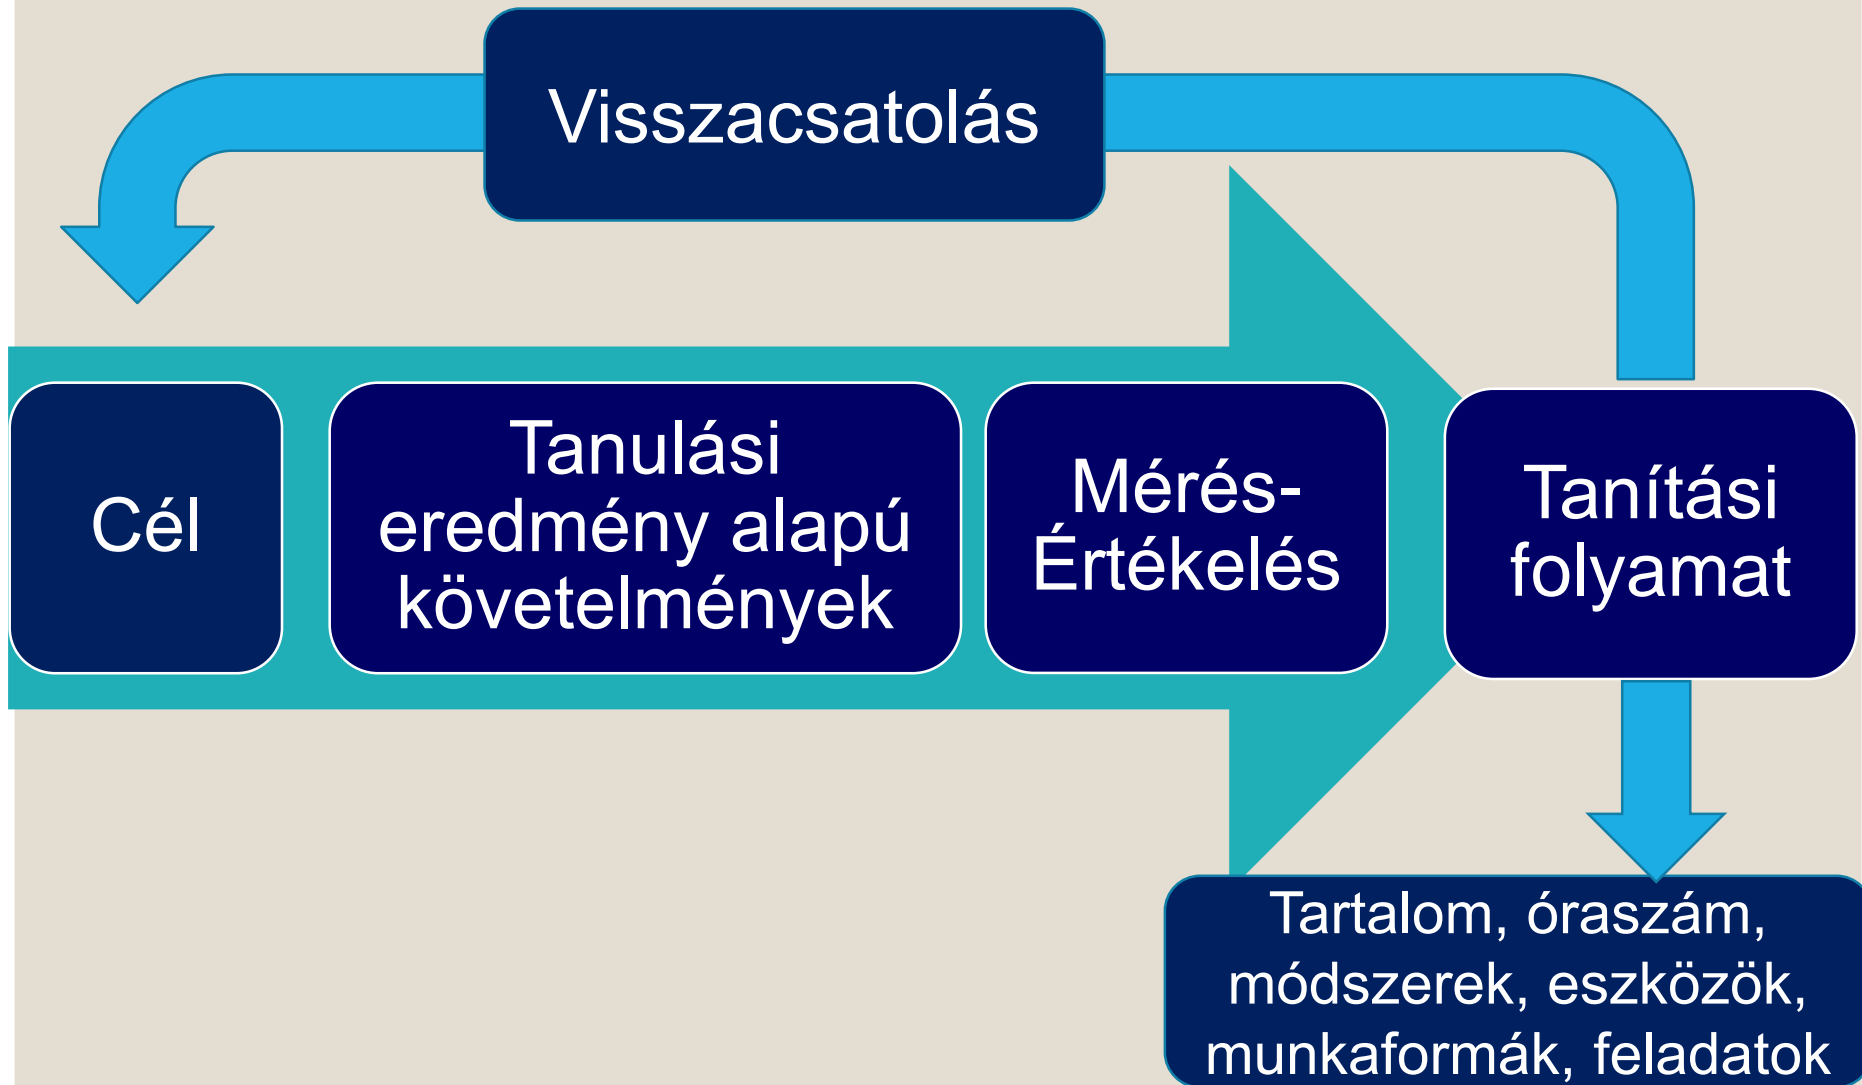 Visszacsatolás
Cél
Tanulási
eredmény alapú
követelmények
Mérés-
Értékelés
Tanítási
folyamat
Tartalom, óraszám,
módszerek, eszközök,
munkaformák, feladatok